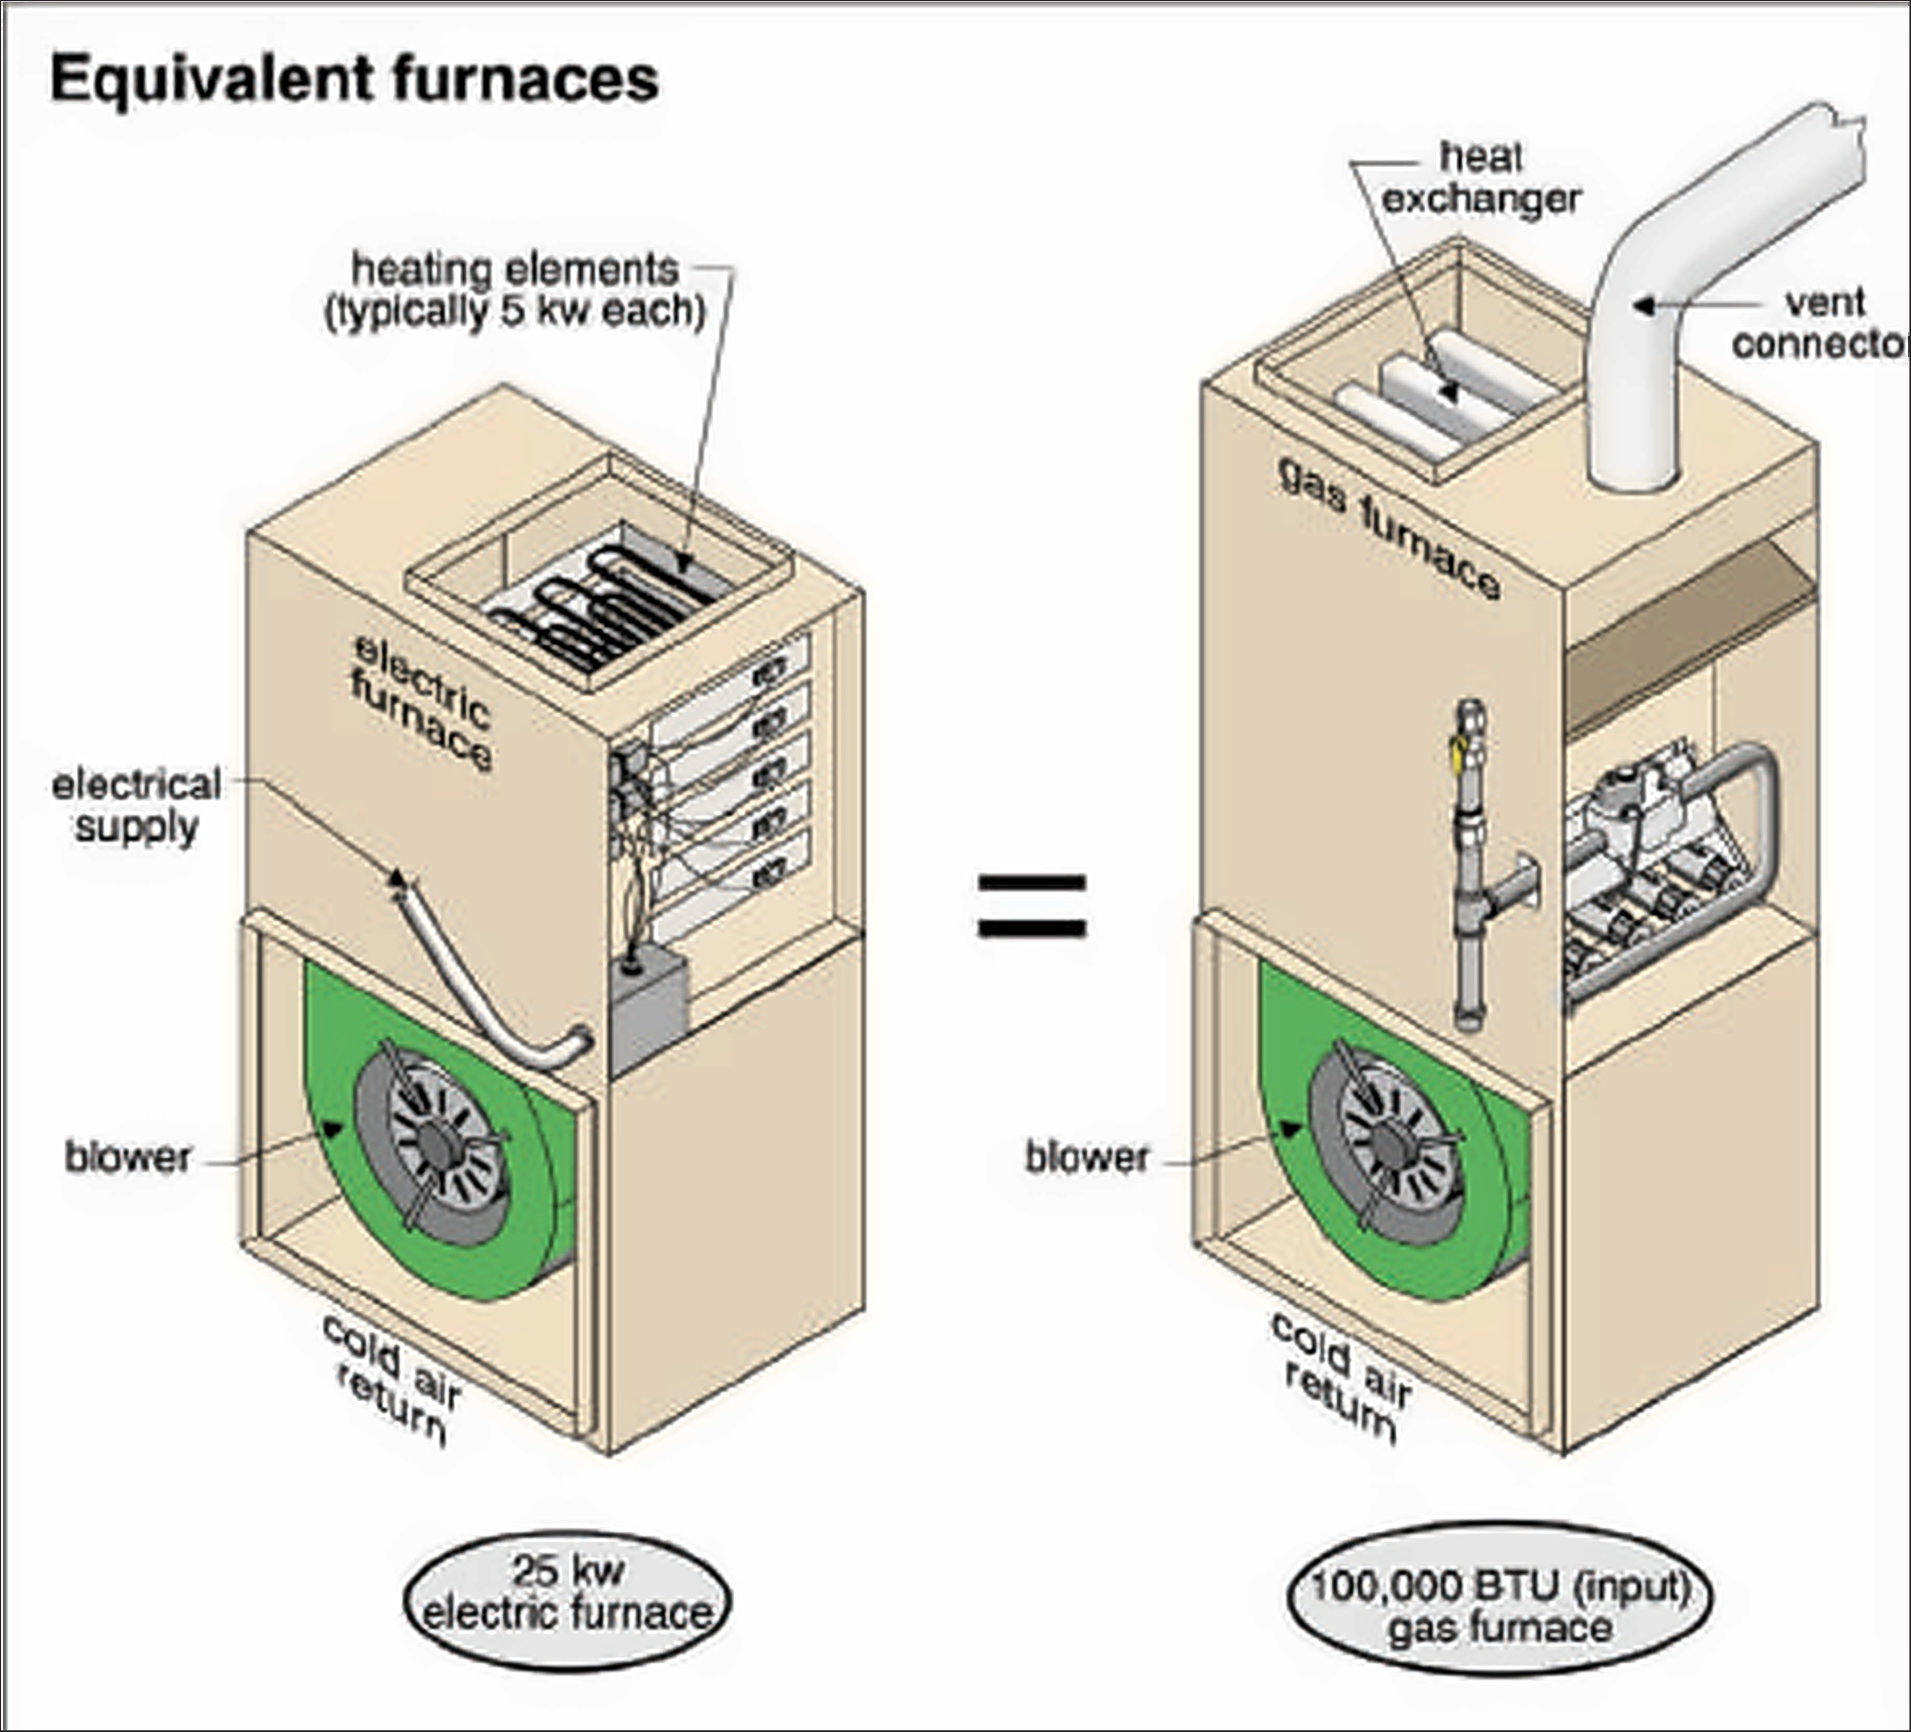 Equivalent furnaces
heating elements
(typically 5 kw each)
electric
furnace
electrical
supply
blower
cold air
return
25 kw
electric furnace
=
heat
exchanger
vent
connecto
gas furnace
blower
cold air
return
100,000 BTU (input)
gas furnace